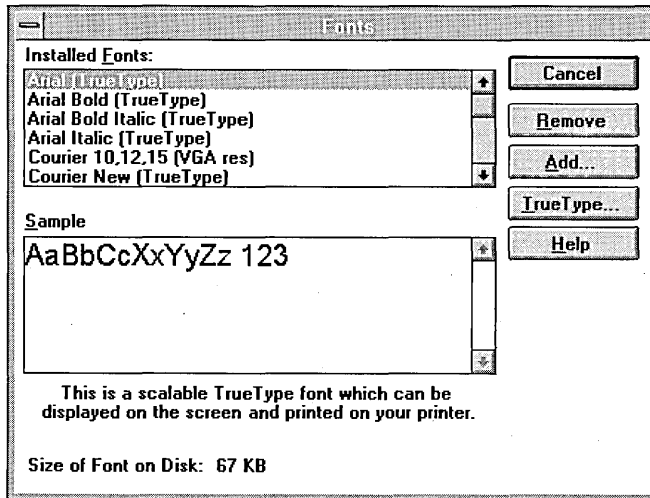 Fonts
Installed Fonts:
Arial (TrueType)
Arial Bold (TrueType)
Arial Bold Italic (TrueType)
Arial Italic (TrueType)
Courier 10,12,15 (VGA res)
Courier New (TrueType)
Cancel
Remove
Add...
TrueType...
Help
Sample
AaBbCcXxYyZz 123
This is a scalable TrueType font which can be
displayed on the screen and printed on your printer.
Size of Font on Disk: 67 KB